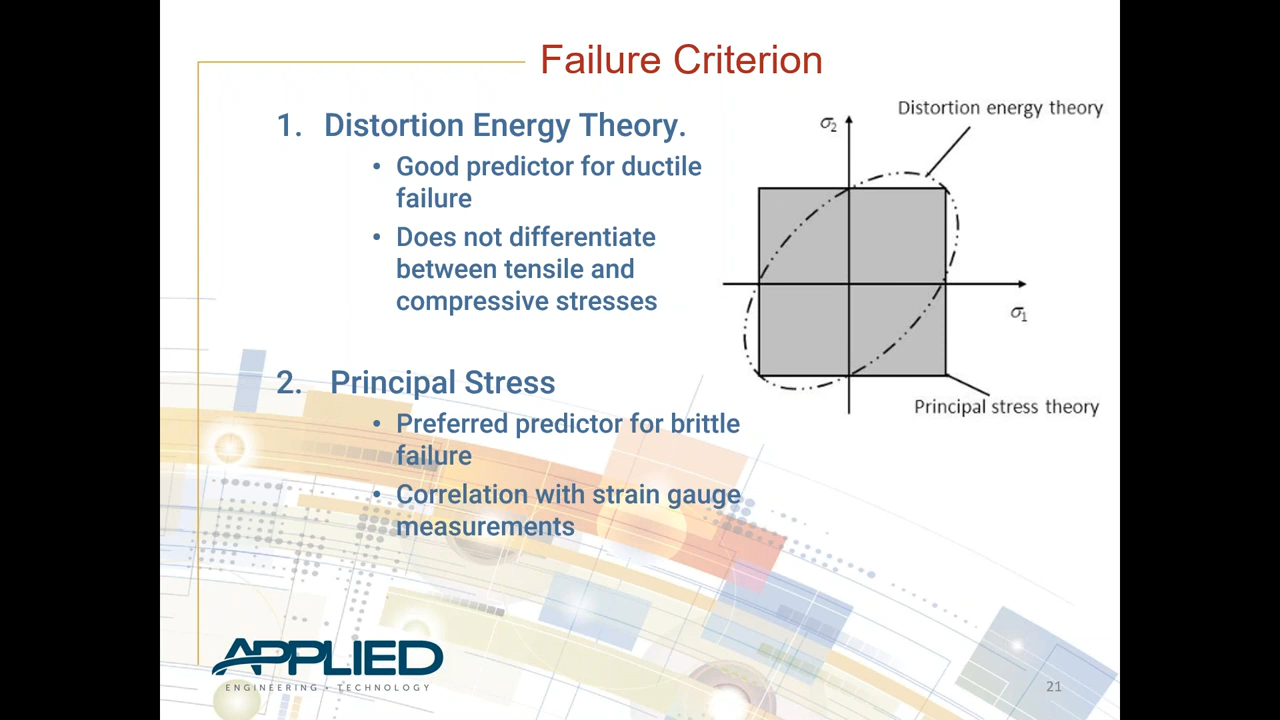 Failure Criterion
1. Distortion Energy Theory.
• Good predictor for ductile
failure
• Does not differentiate
between tensile and
compressive stresses
2. Principal Stress
• Preferred predictor for brittle
failure
• Correlation with strain gauge
measurements
Distortion energy theory
σ2
σ1
Principal stress theory
APPLIED
ENGINEERING • TECHNOLOGY
21